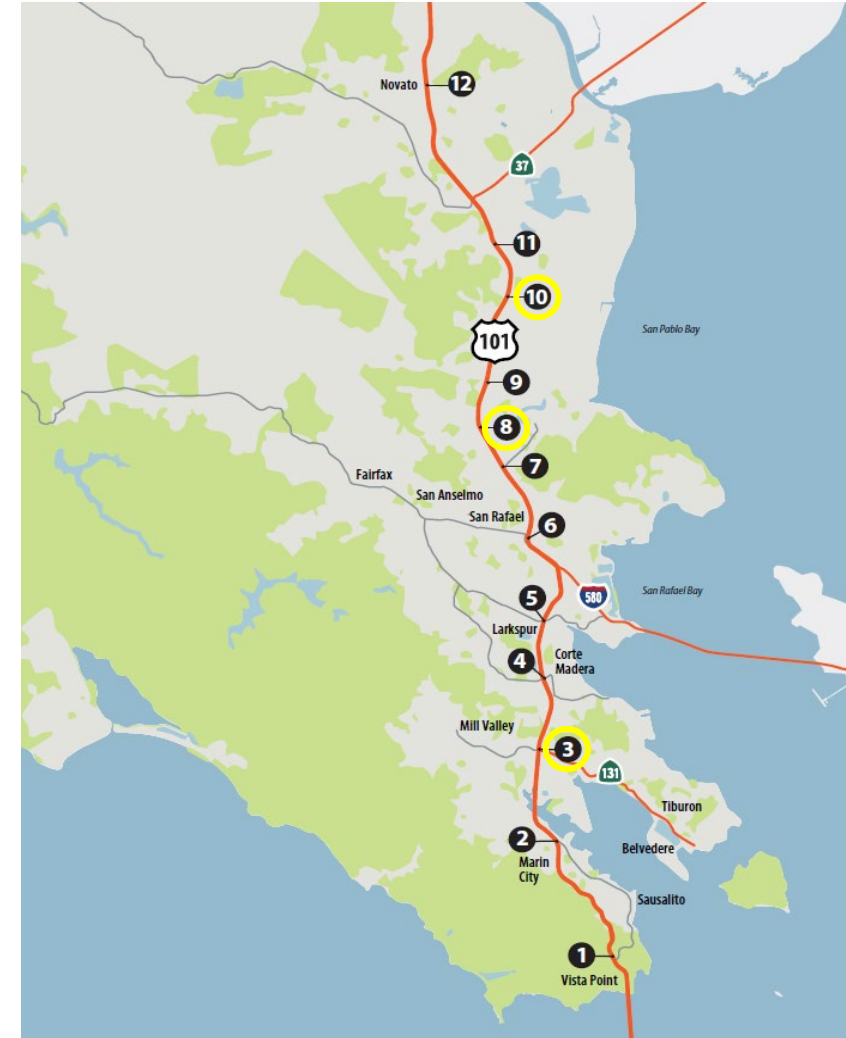 Novato
12
37
11
10
San Pablo Bay
101
9
8
7
Fairfax
San Anselmo
San Rafael
6
San Rafael Bay
580
5
Larkspur
4
Corte
Madera
Mill Valley
3
131
Tiburon
2
Belvedere
Marin
City
Sausalito
1
Vista Point